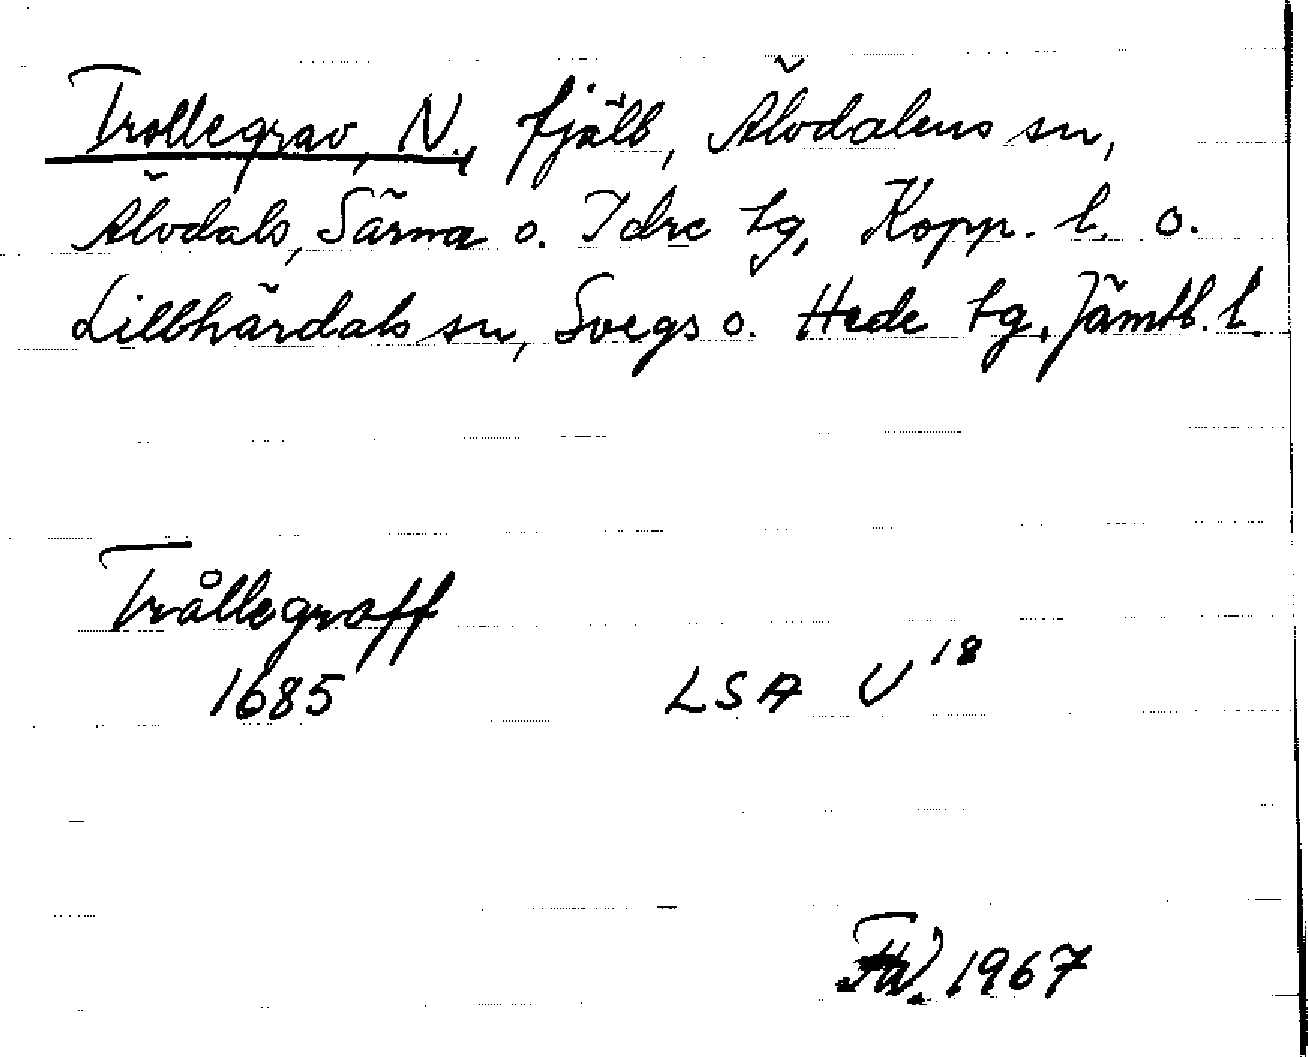 Trollegrav, N., fjäll, Älvdalens sn,
Älvdals, Särna o. Idre tg, Kopp. l. o.
Lillhärdals sn, Svegs o. Hede tg, Jämtl. l.
Trållegraff
1685 LSA U 18
1967